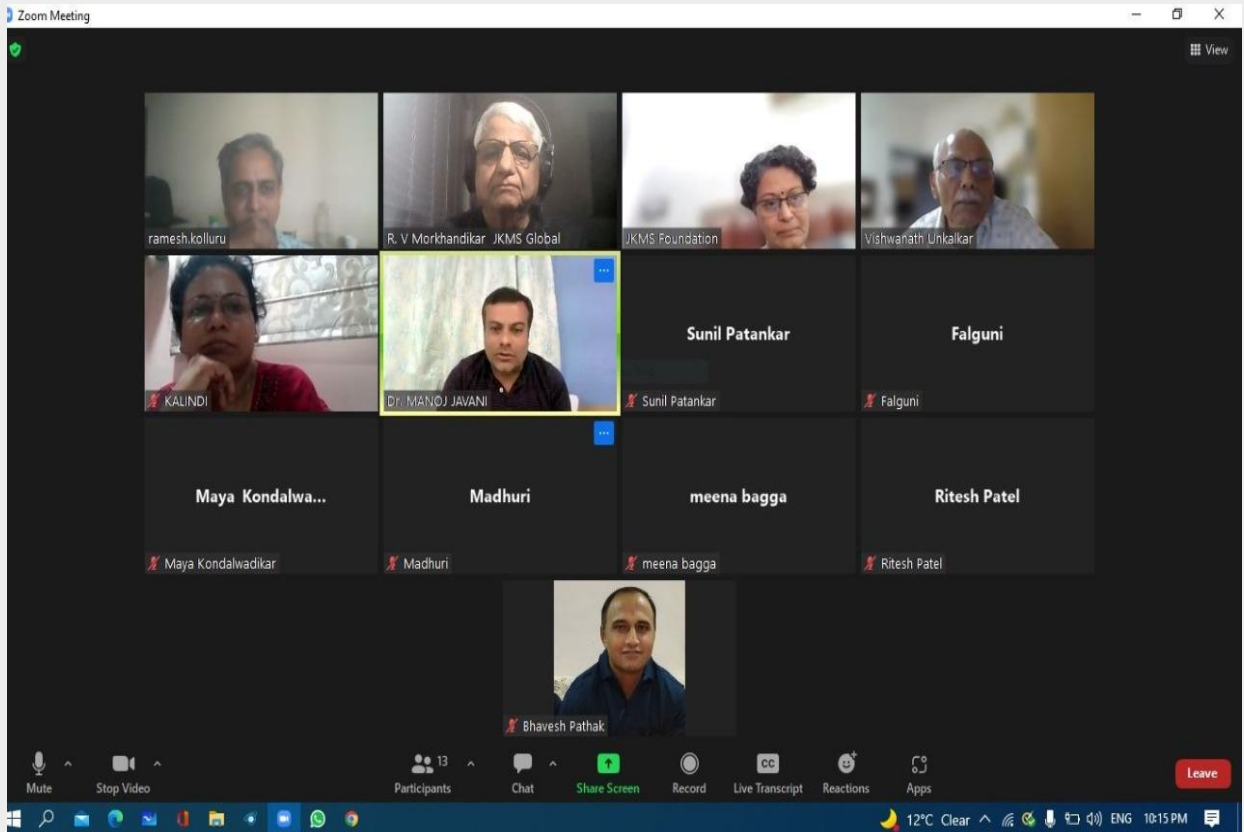 Zoom Meeting
View
ramesh.kolluru
R. V Morkhandikar JKMS Global
JKMS Foundation
Vishwanath Unkalkar
KALINDI
Dr. MANOJ JAVANI
Sunil Patankar
Sunil Patankar
Falguni
Falguni
Maya Kondalwa...
Maya Kondalwadikar
Madhuri
Madhuri
meena bagga
meena bagga
Ritesh Patel
Ritesh Patel
Bhavesh Pathak
Mute
Stop Video
13
Participants
Chat
Share Screen
Record
CC
Live Transcript
Reactions
Apps
Leave
12°C Clear
ENG
10:15 PM